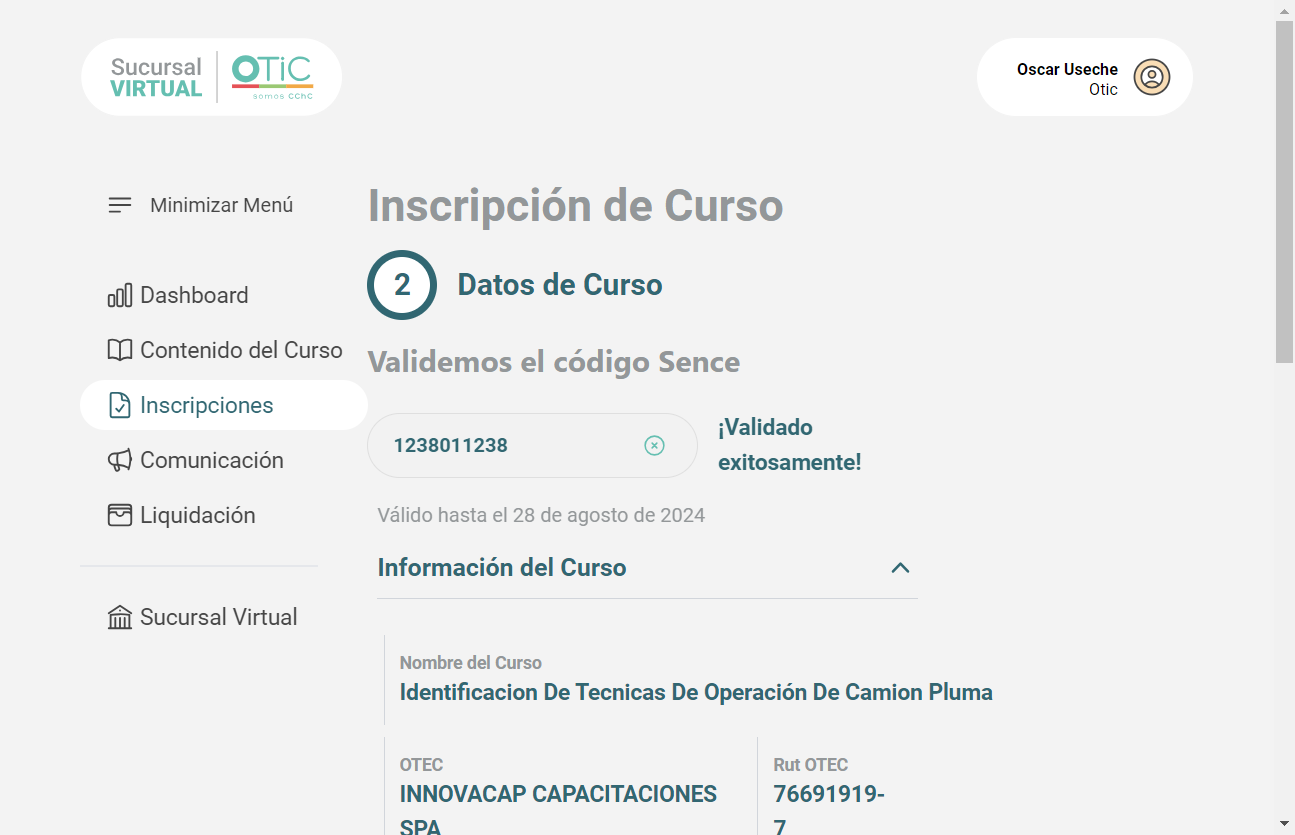 Sucursal
VIRTUAL
OTIC
somos CChC
Oscar Useche
Otic
Minimizar Menú
Dashboard
Contenido del Curso
Inscripciones
Comunicación
Liquidación
Sucursal Virtual
Inscripción de Curso
2
Datos de Curso
Validemos el código Sence
1238011238
¡Validado
exitosamente!
Válido hasta el 28 de agosto de 2024
Información del Curso
Nombre del Curso
Identificacion De Tecnicas De Operación De Camion Pluma
OTEC
INNOVACAP CAPACITACIONES
SPA
Rut OTEC
76691919-
7